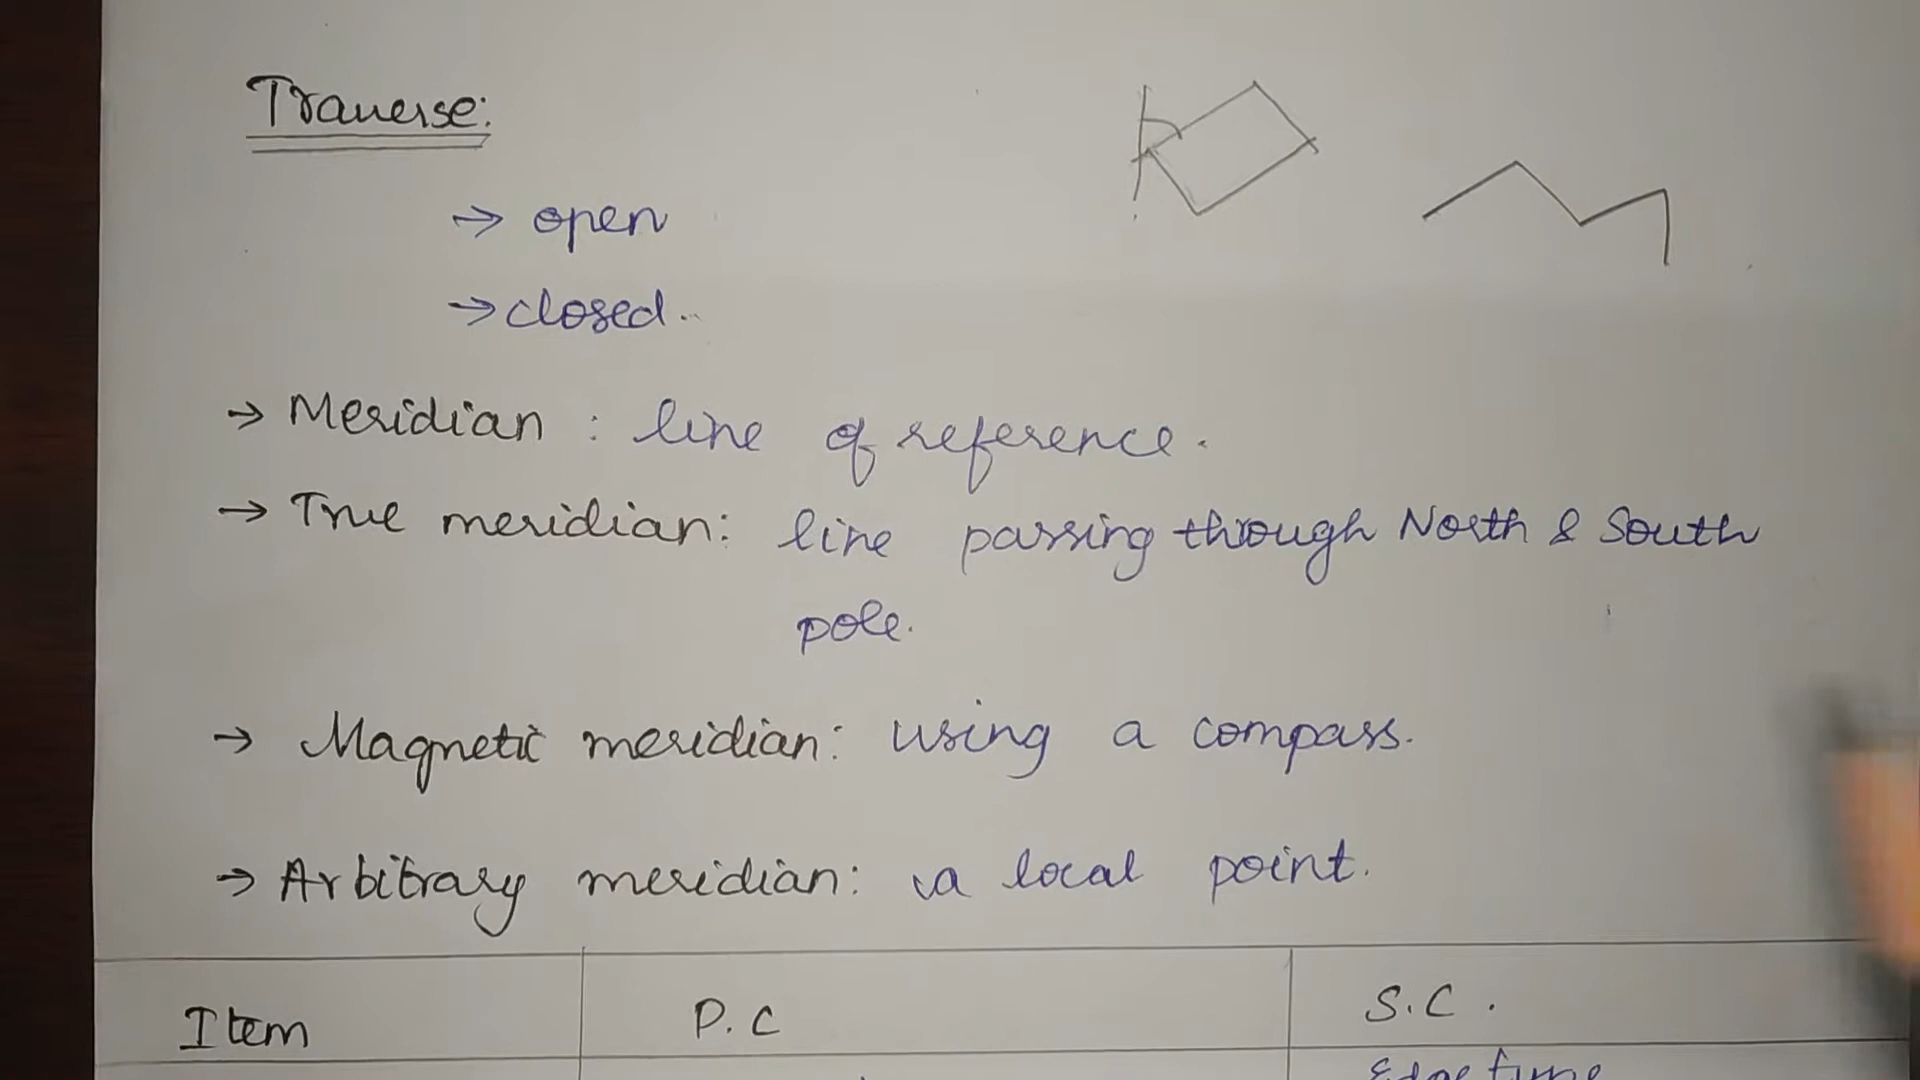 Traverse:
→ open
→ closed.
→ Meridian : line of reference.
→ True meridian: line passing through North & South
pole.
→ Magnetic meridian: using a compass.
→ Arbitrary meridian: a local point.
Item P.C S.C.